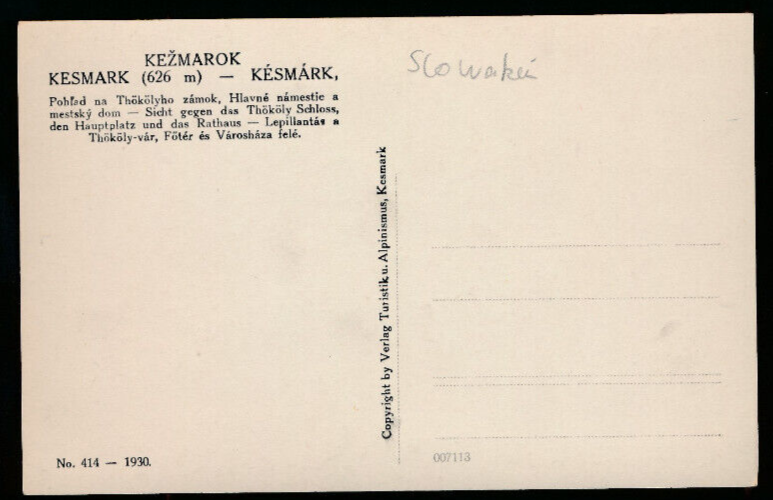 KEŽMAROK
KESMARK (626 m) — KÉSMÁRK,
Pohľad na Thökölyho zámok, Hlavné námestie a
mestský dom — Sicht gegen das Thököly Schloss,
den Hauptplatz und das Rathaus — Lepillantás a
Thököly-vár, Főtér és Városháza felé.
Slowakei
Copyright by Verlag Turistik u. Alpinismus, Kesmark
No. 414 — 1930.
007113